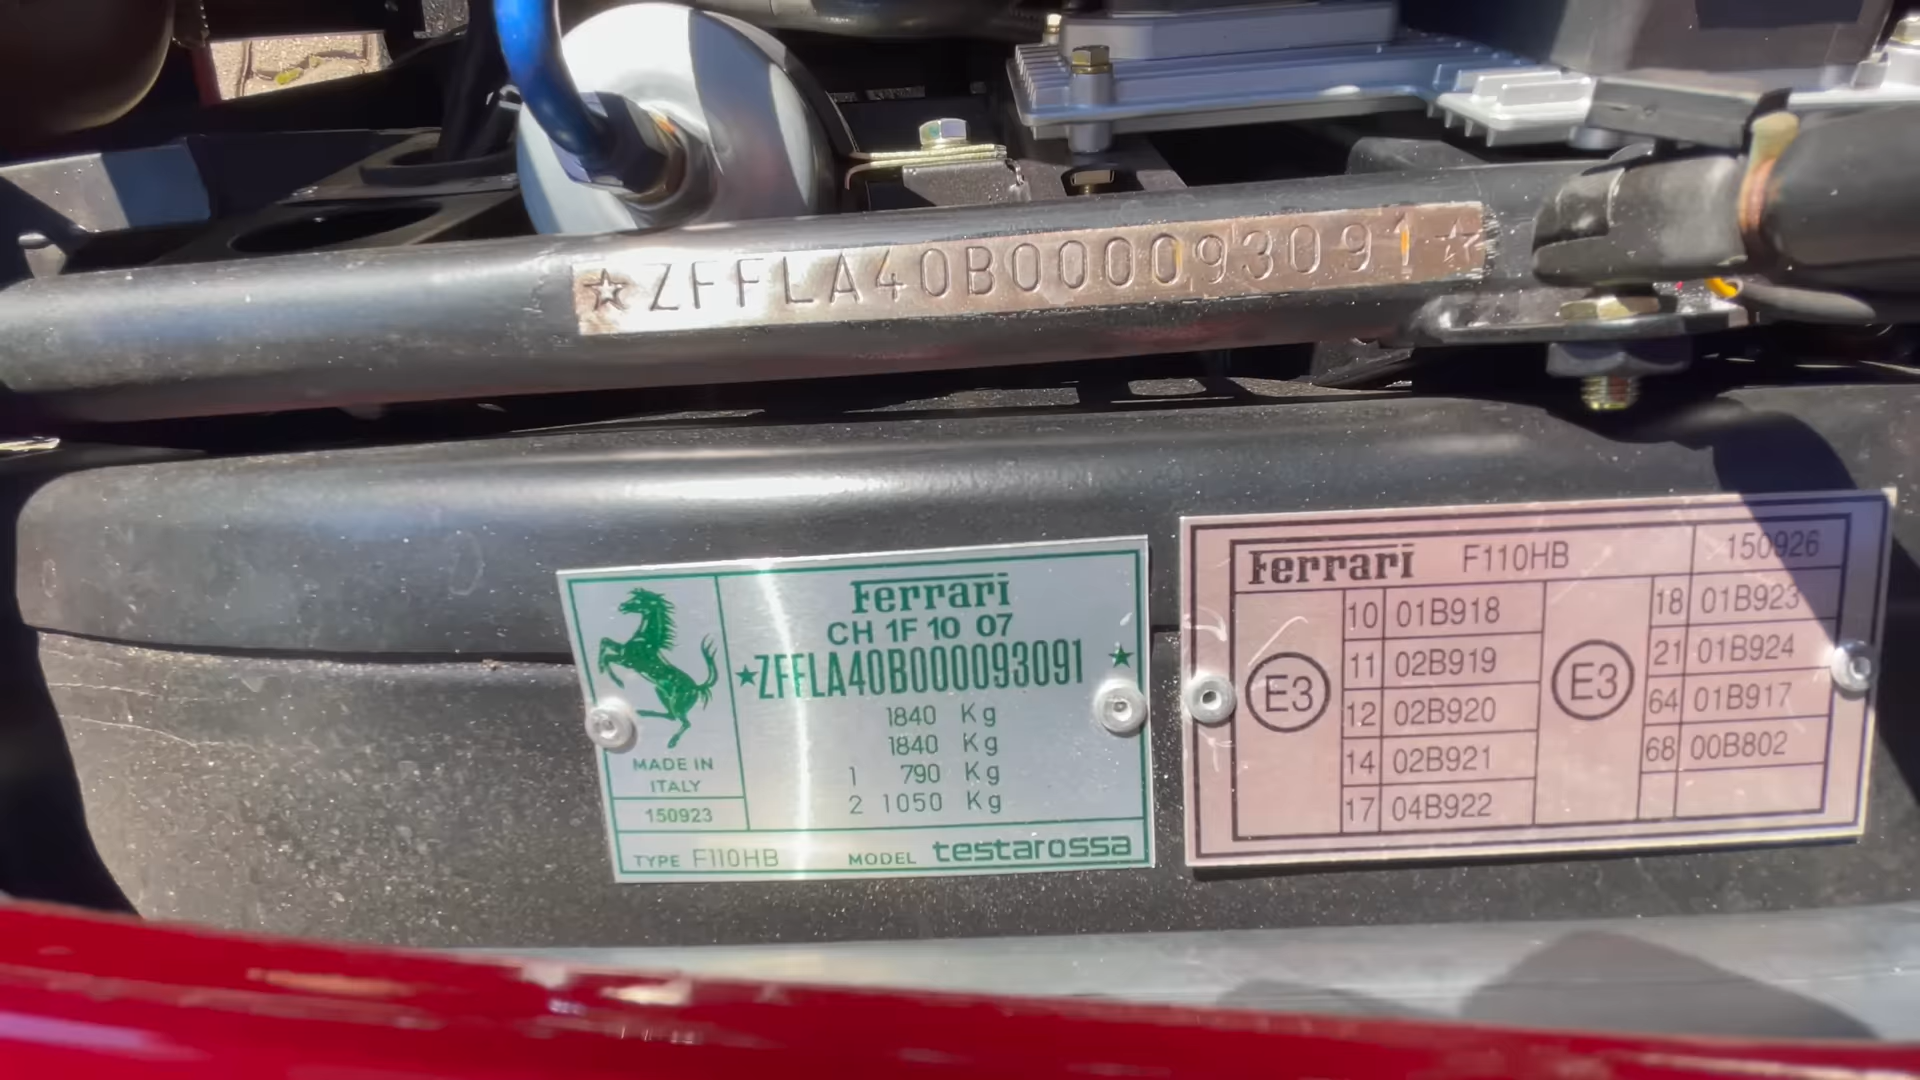 ☆ZFFLA40B000093091☆
Ferrari
CH 1F 10 07
★ZFFLA40B000093091★
1840 Kg
1840 Kg
1 790 Kg
2 1050 Kg
MADE IN
ITALY
150923
TYPE F110HB MODEL testarossa
Ferrari F110HB 150926
E3
10 01B918
11 02B919
12 02B920
14 02B921
17 04B922
E3
18 01B923
21 01B924
64 01B917
68 00B802